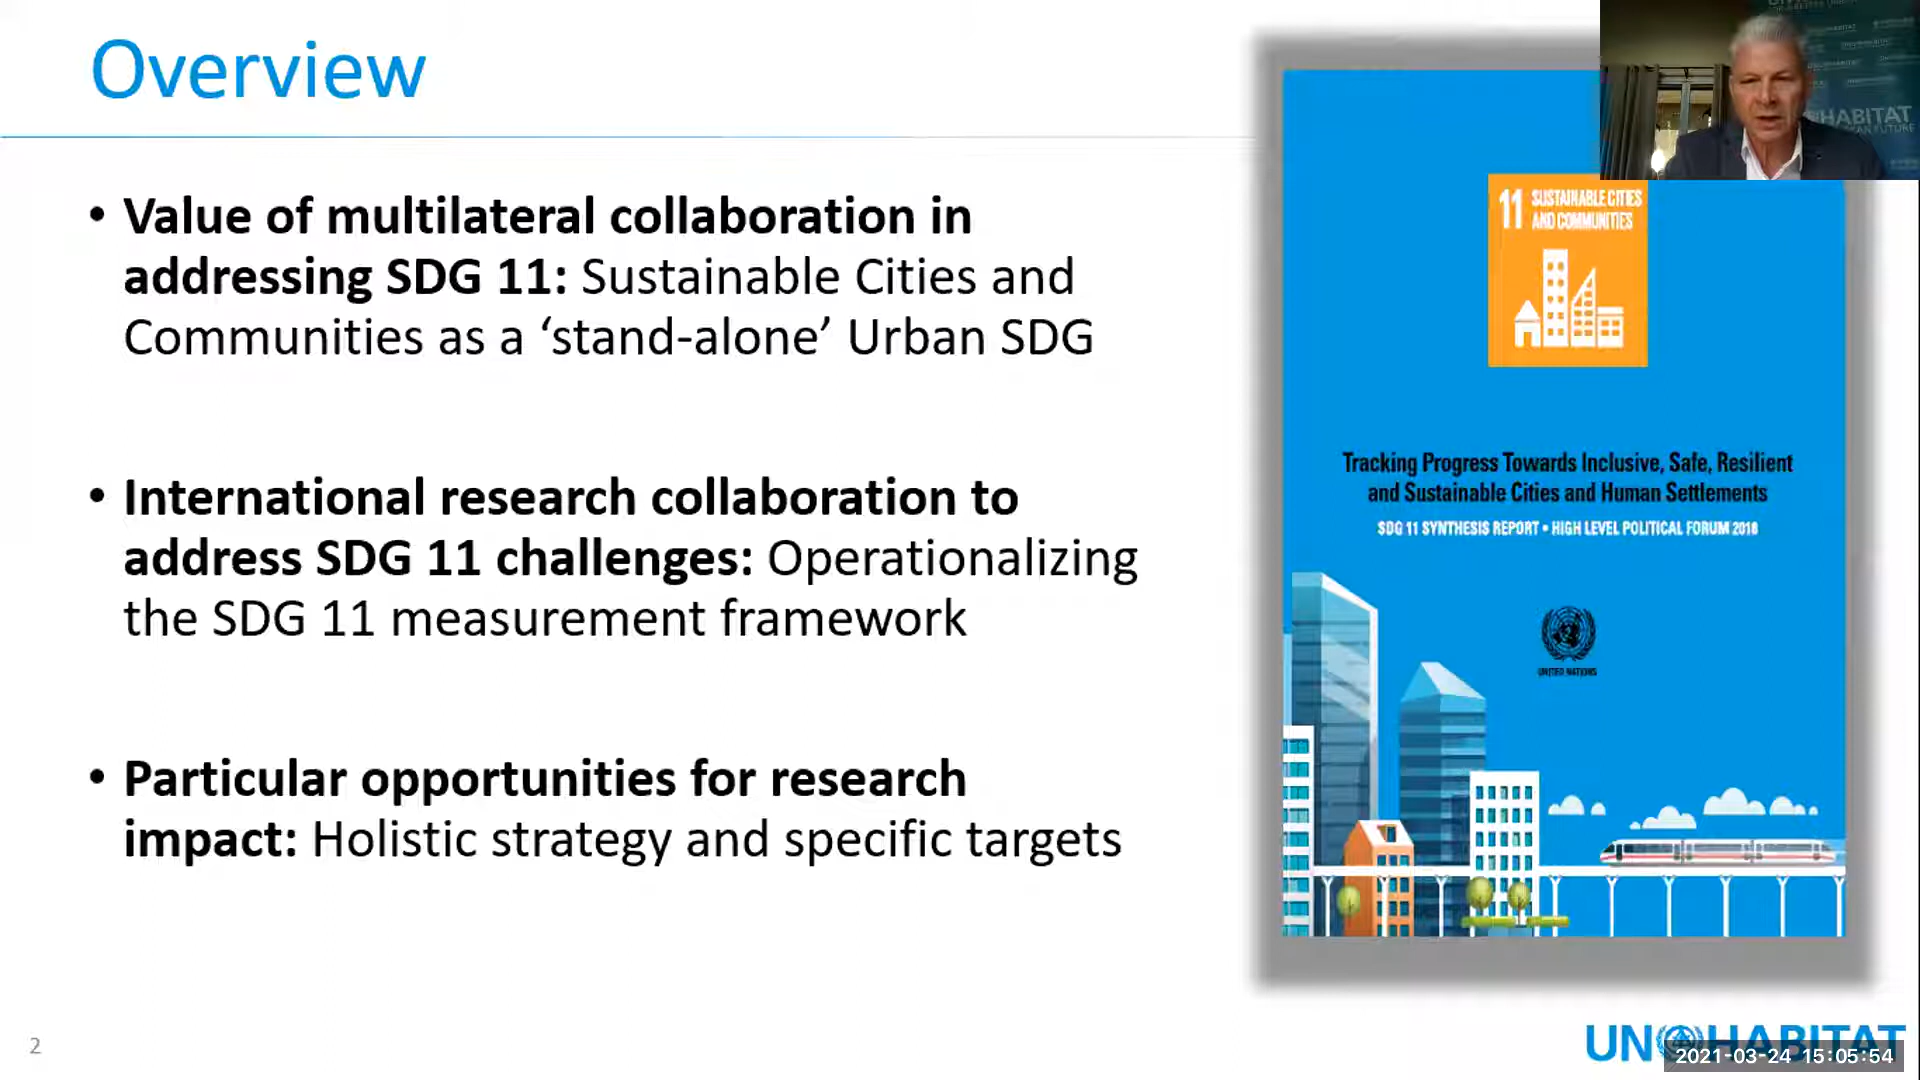 Overview
• Value of multilateral collaboration in
addressing SDG 11: Sustainable Cities and
Communities as a ‘stand-alone’ Urban SDG
• International research collaboration to
address SDG 11 challenges: Operationalizing
the SDG 11 measurement framework
• Particular opportunities for research
impact: Holistic strategy and specific targets
2
HABITAT
11 SUSTAINABLE CITIES
AND COMMUNITIES
Tracking Progress Towards Inclusive, Safe, Resilient
and Sustainable Cities and Human Settlements
SDG 11 SYNTHESIS REPORT • HIGH LEVEL POLITICAL FORUM 2018
UNITED NATIONS
UN HABITAT
2021-03-24 15:05:54